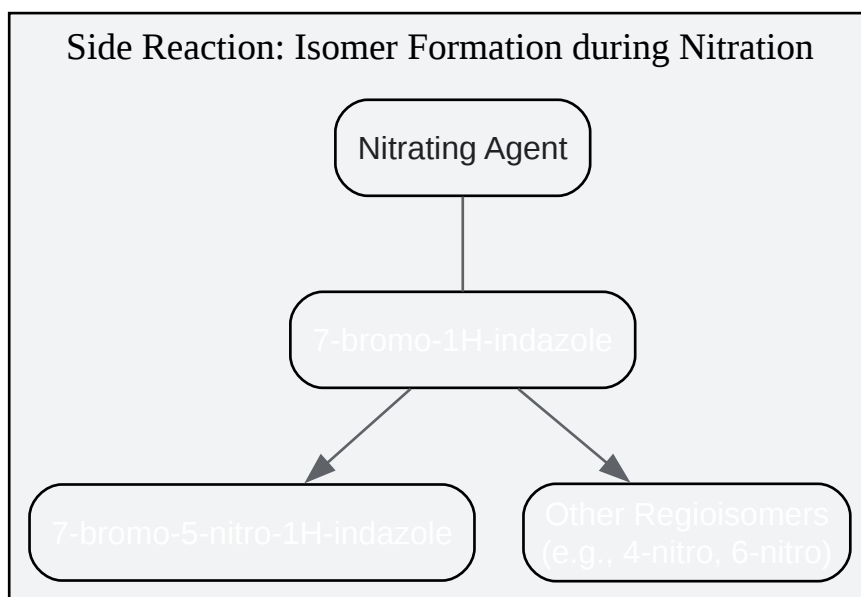 Side Reaction: Isomer Formation during Nitration
Nitrating Agent
7-bromo-1H-indazole
7-bromo-5-nitro-1H-indazole
Other Regioisomers
(e.g., 4-nitro, 6-nitro)